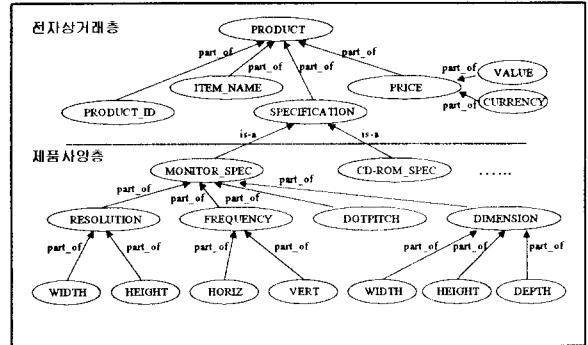 전자상거래층
PRODUCT
part_of part_of part_of part_of
part_of VALUE
ITEM_NAME PRICE
part_of CURRENCY
PRODUCT_ID SPECIFICATION
is-a is-a
제품사양층
MONITOR_SPEC CD-ROM_SPEC ......
part_of part_of part_of part_of part_of
RESOLUTION FREQUENCY DOTPITCH DIMENSION
part_of part_of part_of part_of part_of part_of part_of
WIDTH HEIGHT HORIZ VERT WIDTH HEIGHT DEPTH